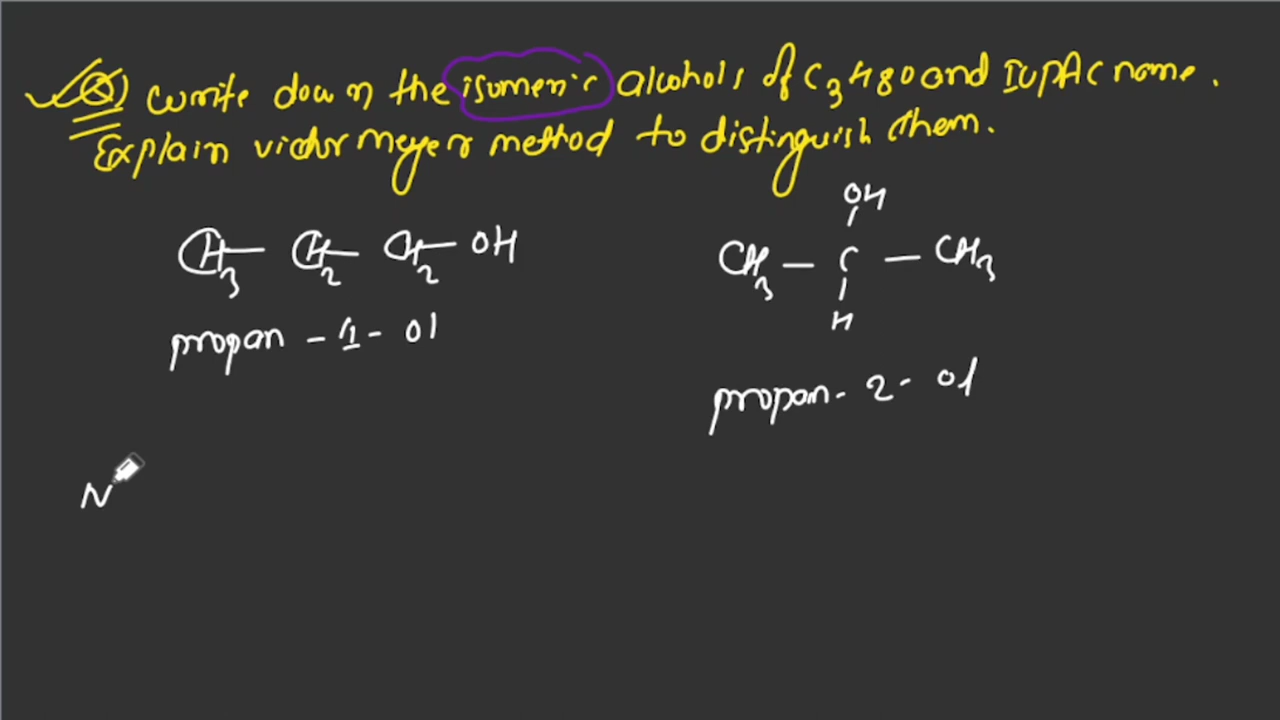 Q) Write down the isomeric alcohols of C3H8O and IUPAC name.
Explain victor meyers method to distinguish them.
CH3 — CH2 — CH2 — OH
propan - 1 - ol
OH
CH3 — C — CH3
H
propan - 2 - ol
N